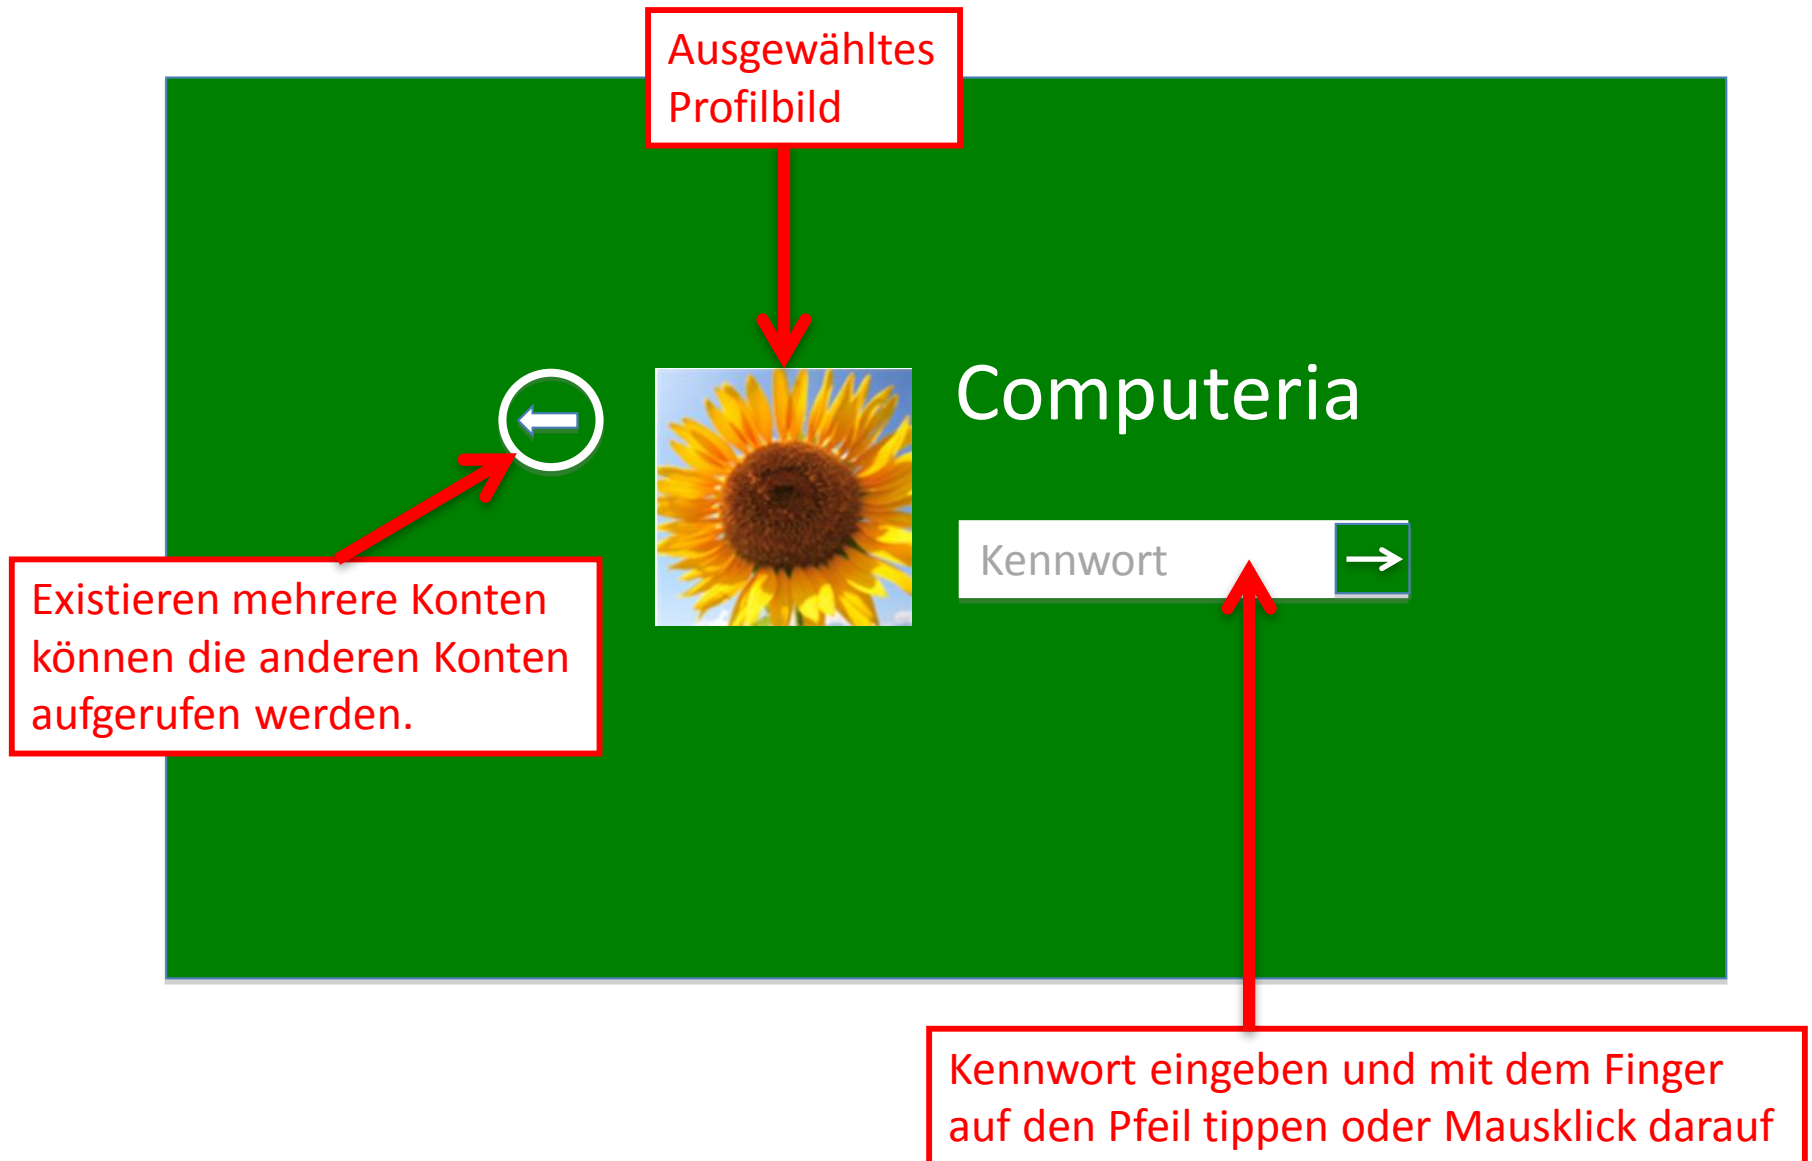 Ausgewähltes
Profilbild
Computeria
Kennwort
Existieren mehrere Konten
können die anderen Konten
aufgerufen werden.
Kennwort eingeben und mit dem Finger
auf den Pfeil tippen oder Mausklick darauf